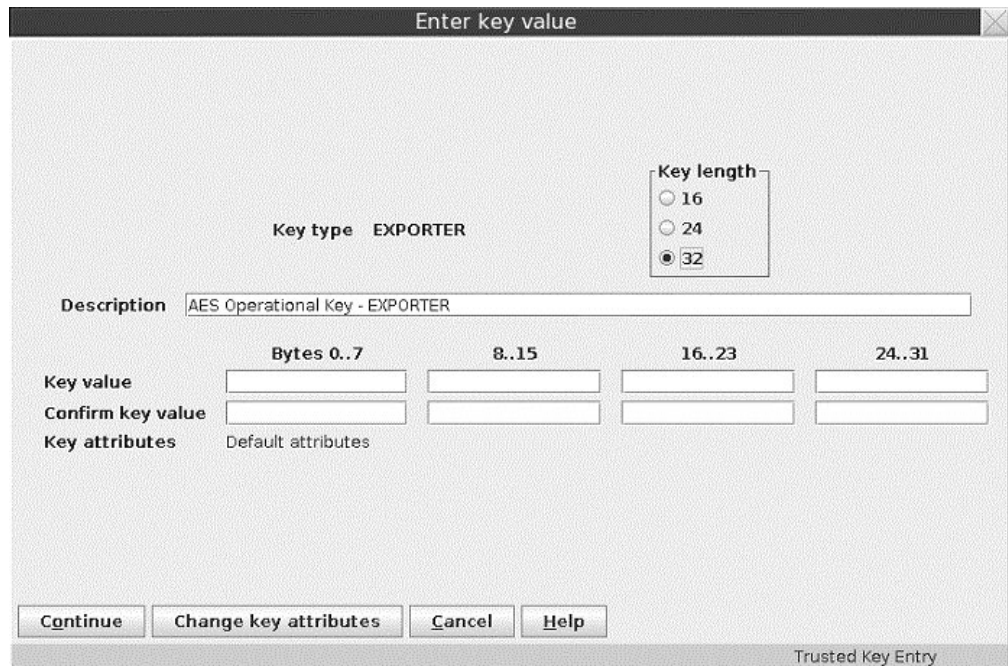 Enter key value
Key length
16
24
32
Key type EXPORTER
Description AES Operational Key - EXPORTER
Bytes 0..7 8..15 16..23 24..31
Key value
Confirm key value
Key attributes Default attributes
Continue Change key attributes Cancel Help
Trusted Key Entry